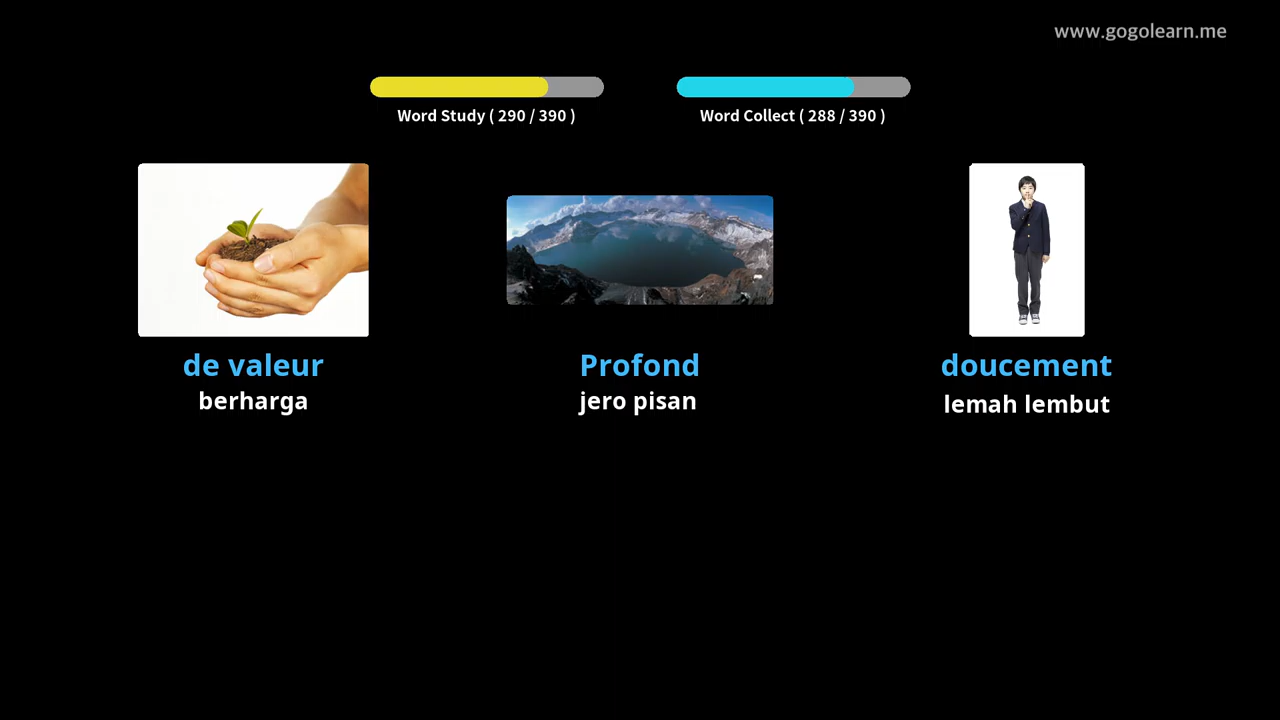 www.gogolearn.me
Word Study ( 290 / 390 )
Word Collect ( 288 / 390 )
de valeur
berharga
Profond
jero pisan
doucement
lemah lembut